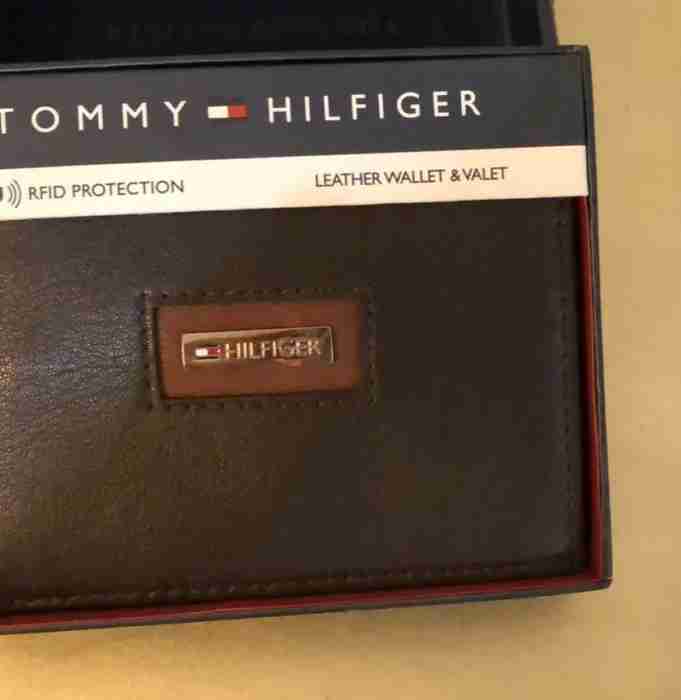 TOMMY HILFIGER
RFID PROTECTION
LEATHER WALLET & VALET
HILFIGER